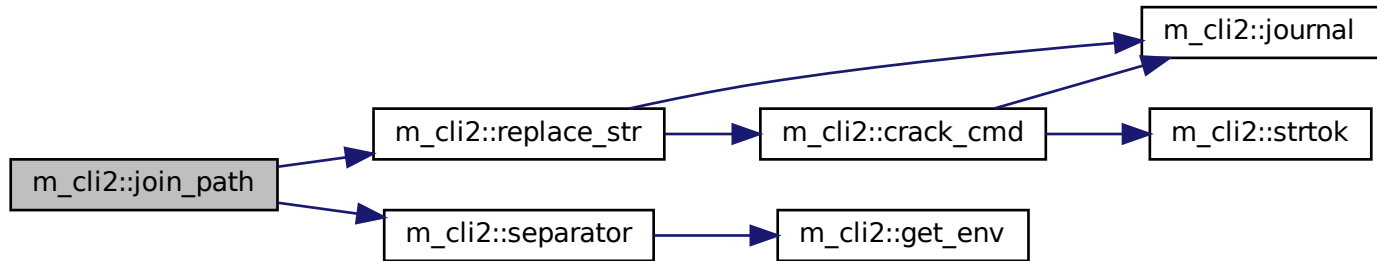 m_cli2::join_path
m_cli2::replace_str
m_cli2::separator
m_cli2::crack_cmd
m_cli2::get_env
m_cli2::journal
m_cli2::strtok